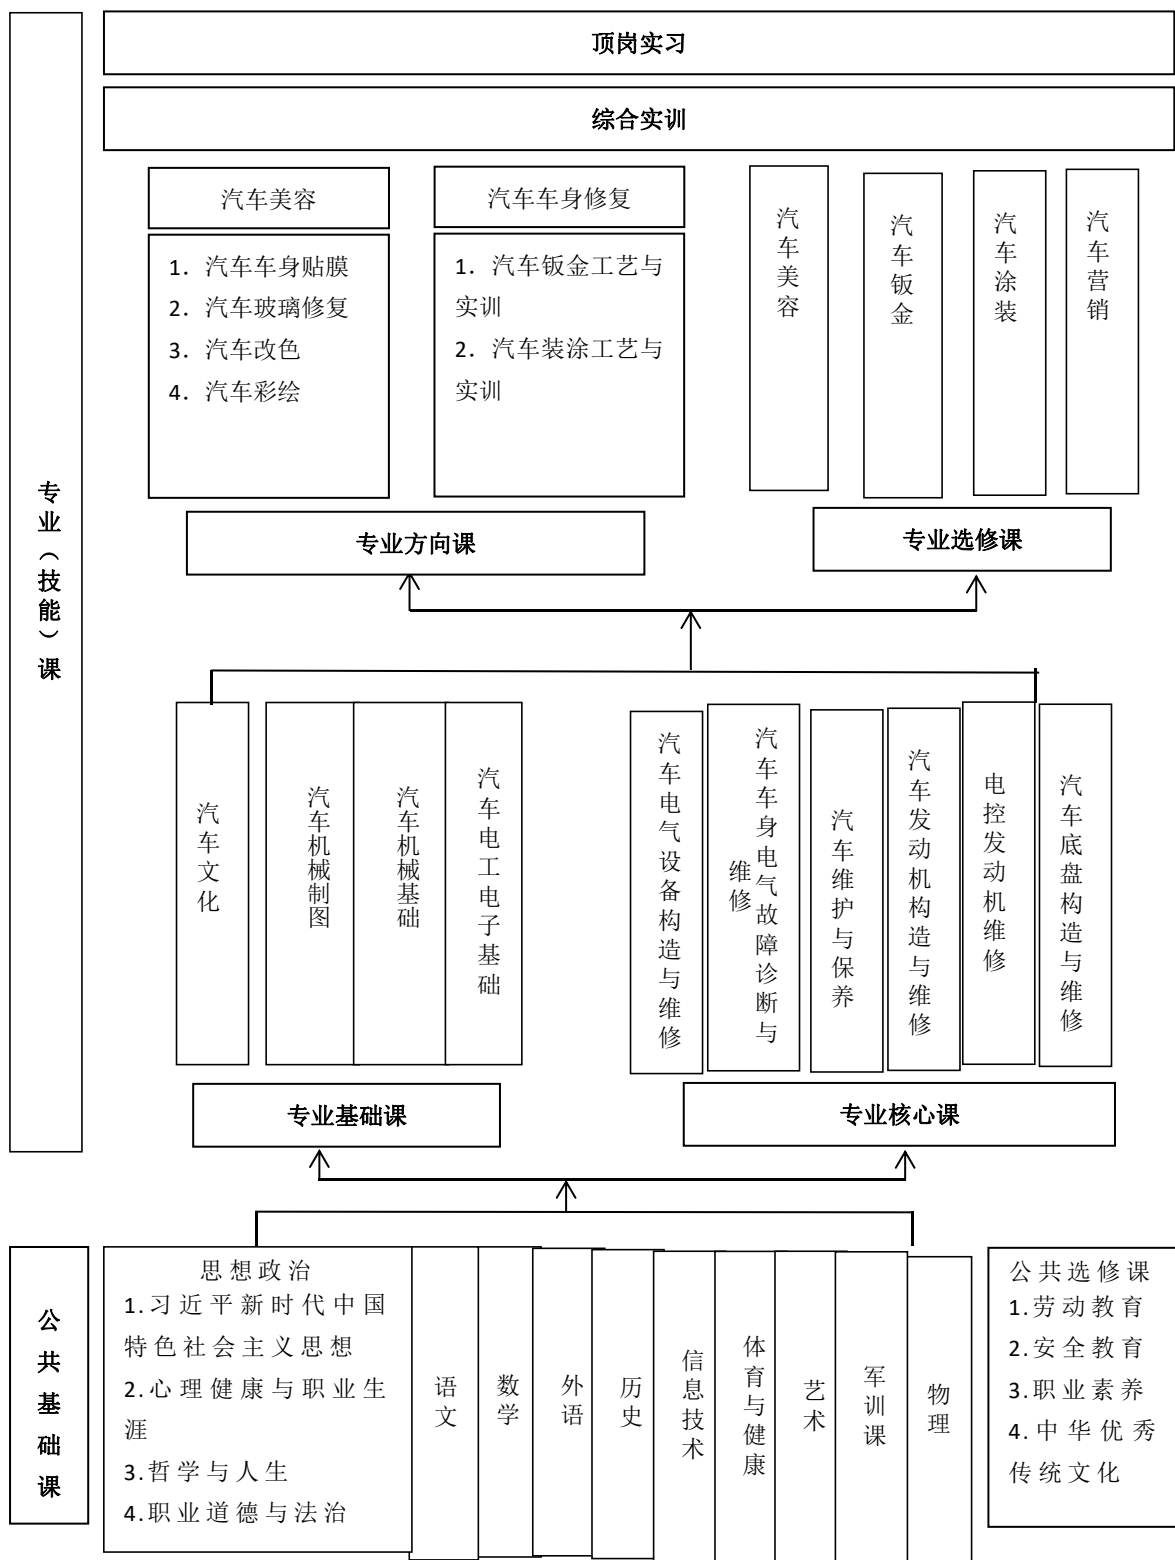 顶岗实习
综合实训
汽车美容
1. 汽车车身贴膜
2. 汽车玻璃修复
3. 汽车改色
4. 汽车彩绘
汽车车身修复
1. 汽车钣金工艺与
实训
2. 汽车装涂工艺与
实训
汽车美容
汽车钣金
汽车涂装
汽车营销
专业（技能）课
专业方向课
专业选修课
汽车文化
汽车机械制图
汽车机械基础
汽车电工电子基础
汽车电气设备构造与维修
汽车车身电气故障诊断与
维修
汽车维护与保养
汽车发动机构造与维修
电控发动机维修
汽车底盘构造与维修
专业基础课
专业核心课
公共基础课
思想政治
1.习近平新时代中国
特色社会主义思想
2.心理健康与职业生
涯
3.哲学与人生
4.职业道德与法治
语文
数学
外语
历史
信息技术
体育与健康
艺术
军训课
物理
公共选修课
1.劳动教育
2.安全教育
3.职业素养
4.中华优秀
传统文化